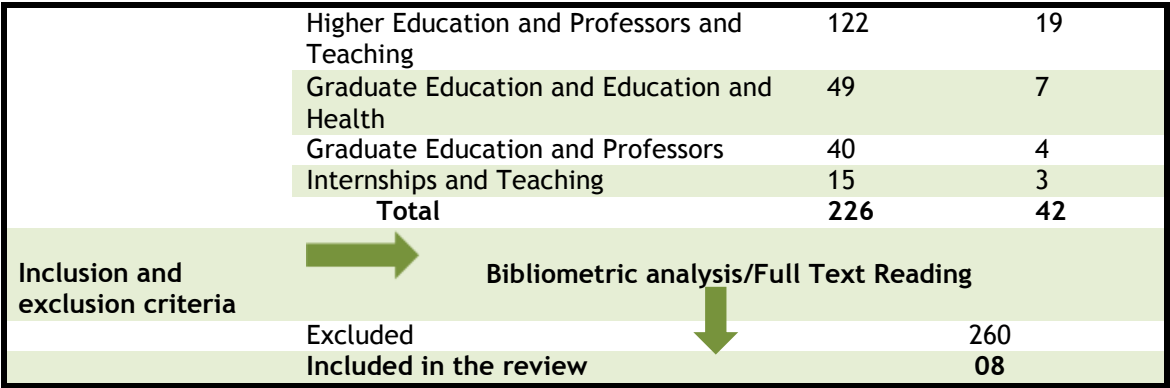 Higher Education and Professors and 122 19
Teaching
Graduate Education and Education and 49 7
Health
Graduate Education and Professors 40 4
Internships and Teaching 15 3
Total 226 42
Inclusion and
exclusion criteria
Bibliometric analysis/Full Text Reading
Excluded 260
Included in the review 08